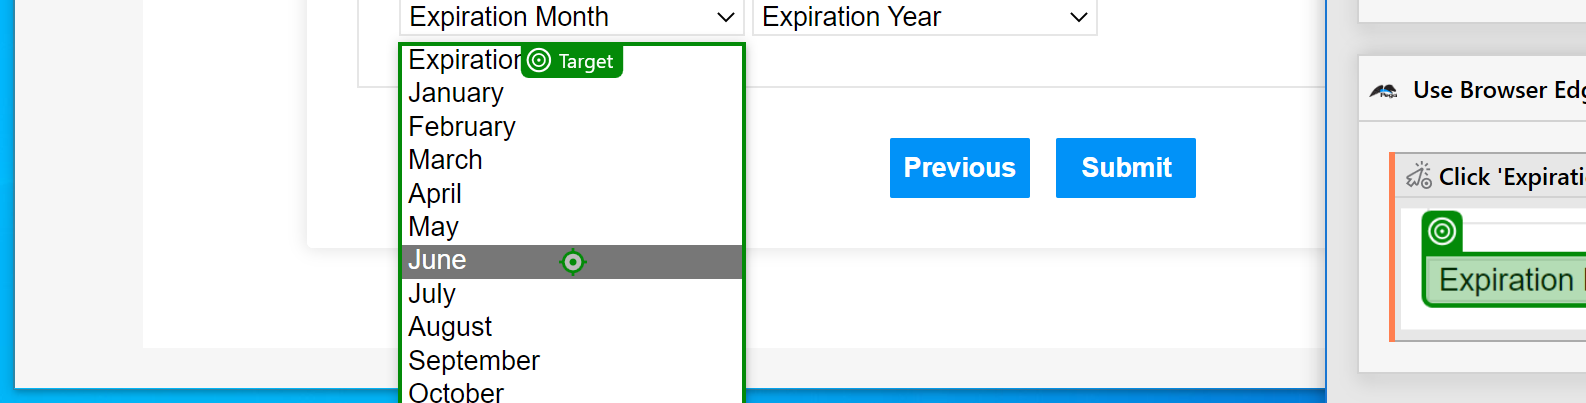 Expiration Month
Expiration Year
Expiration
Target
January
February
March
April
May
June
July
August
September
October
Previous
Submit
Use Browser Edg
Click 'Expirati
Expiration